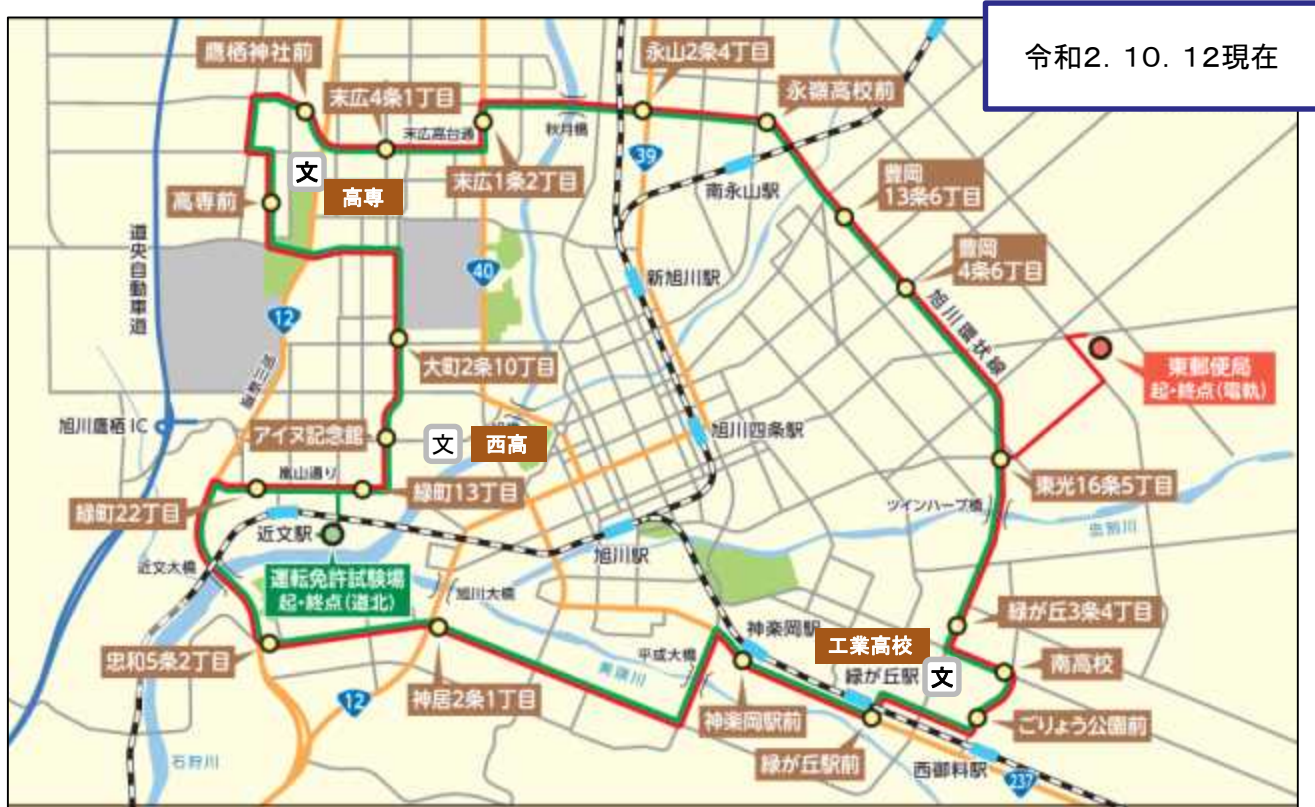 令和2.10.12現在
鷹栖神社前
永山2条4丁目
末広4条1丁目
永嶺高校前
末広高台通
秋月橋
39
文
高専
末広1条2丁目
南永山駅
豊岡
13条6丁目
高専前
道央自動車道
40
新旭川駅
豊岡
4条6丁目
旭川環状線
12
東郵便局
起・終点(電軌)
大町2条10丁目
旭川鷹栖IC
アイヌ記念館
文
西高
旭川四条駅
嵐山通り
緑町13丁目
東光16条5丁目
緑町22丁目
ツインハープ橋
忠別川
近文駅
旭川駅
近文大橋
運転免許試験場
起・終点(道北)
旭川大橋
緑が丘3条4丁目
神楽岡駅
工業高校
忠和5条2丁目
平成大橋
緑が丘駅
文
南高校
美瑛川
12
神居2条1丁目
神楽岡駅前
ごりょう公園前
緑が丘駅前
石狩川
西御料駅
237